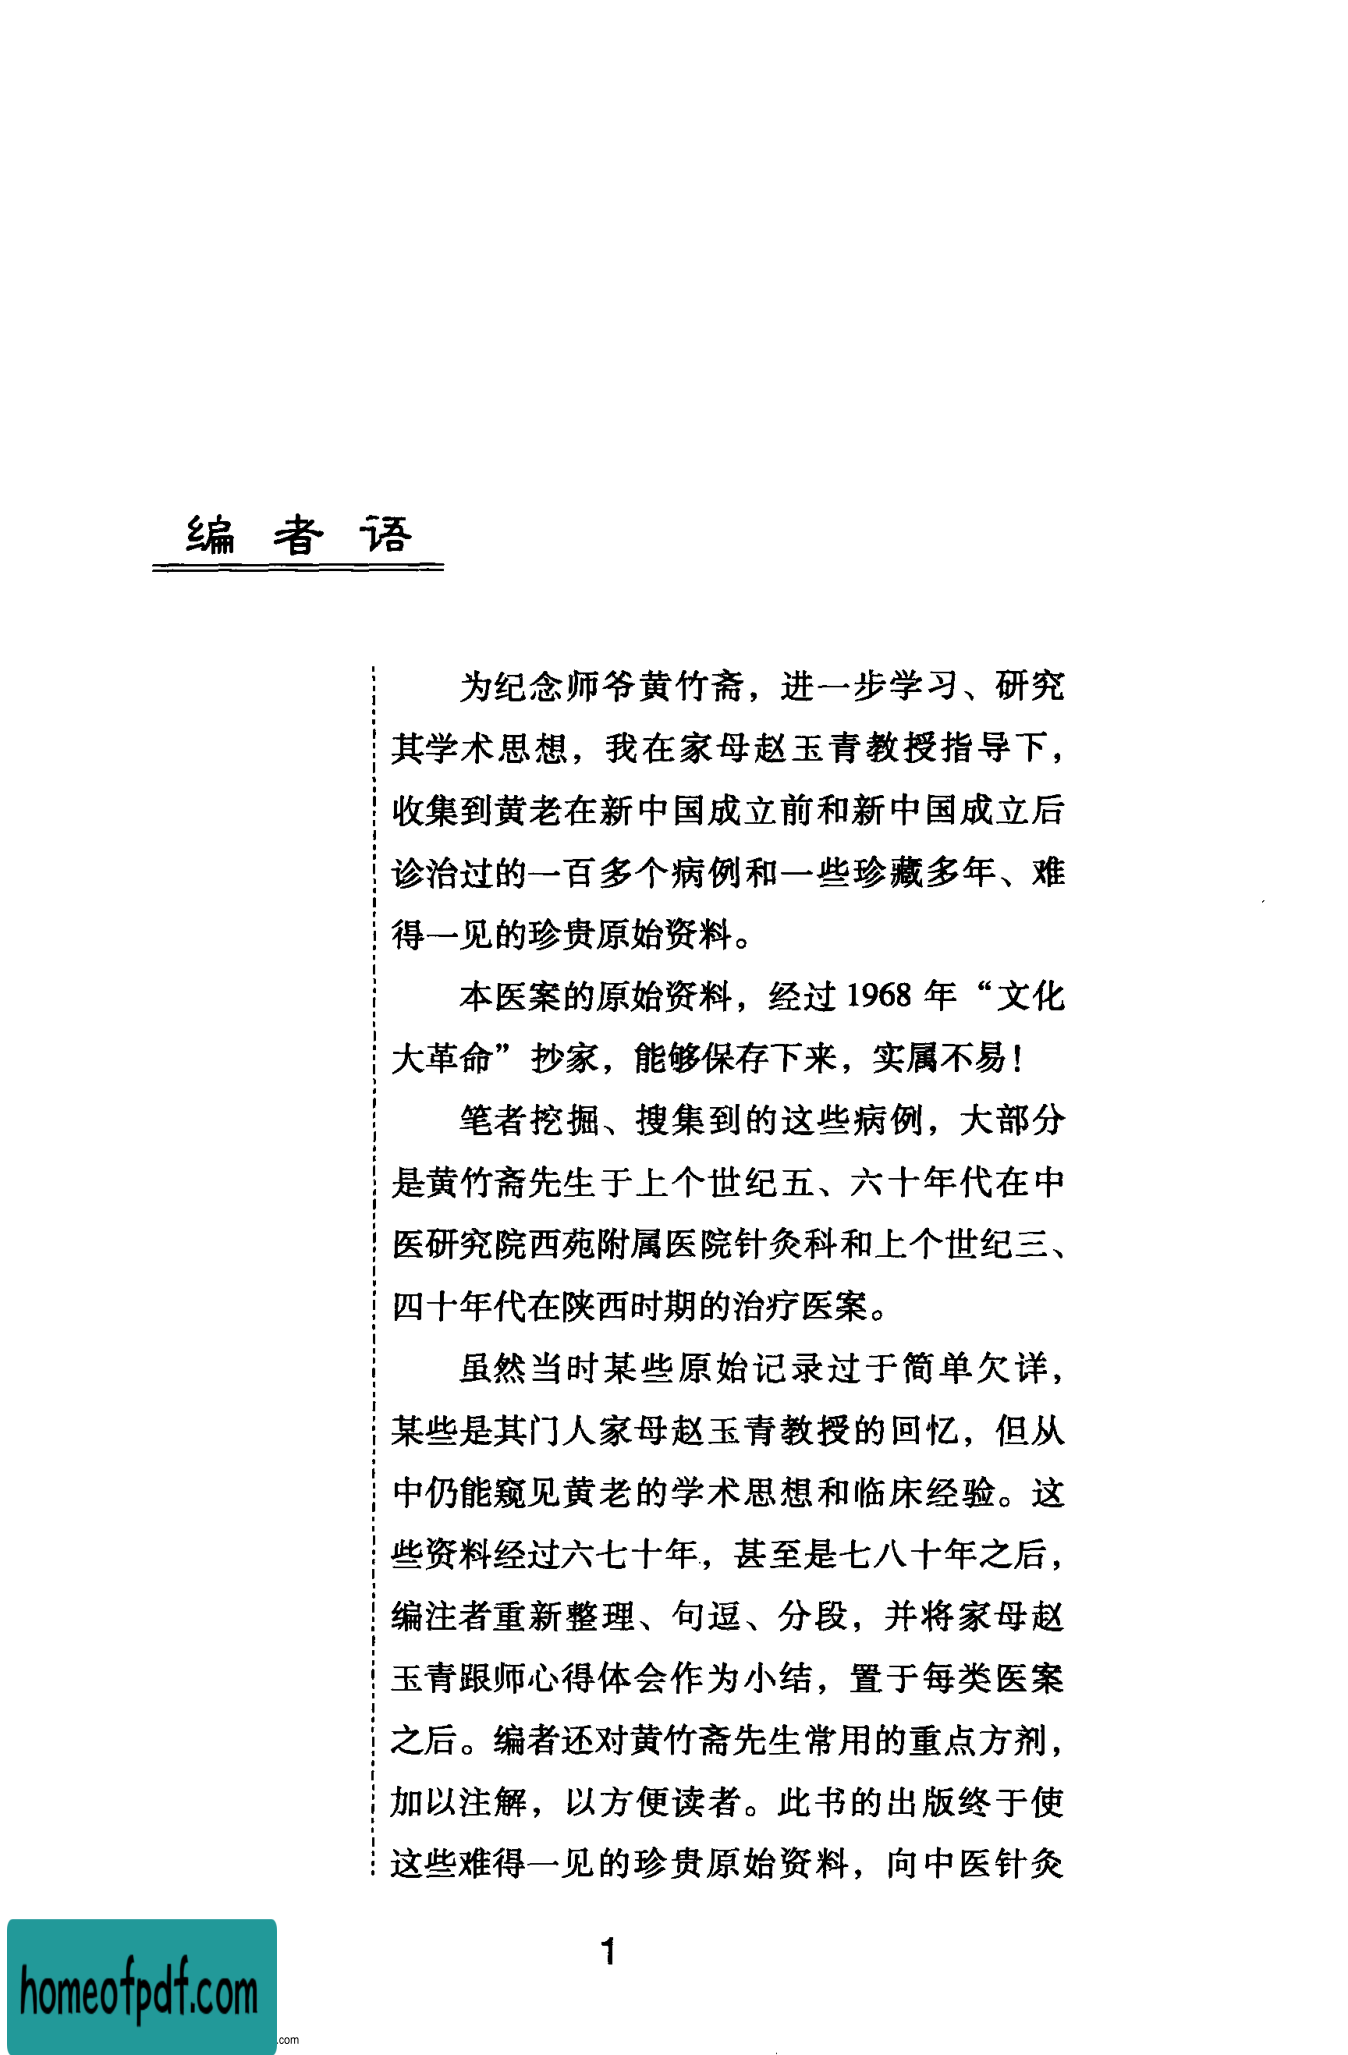 编者语
为纪念师爷黄竹斋，进一步学习、研究
其学术思想，我在家母赵玉青教授指导下，
收集到黄老在新中国成立前和新中国成立后
诊治过的一百多个病例和一些珍藏多年、难
得一见的珍贵原始资料。
本医案的原始资料，经过1968年“文化
大革命”抄家，能够保存下来，实属不易！
笔者挖掘、搜集到的这些病例，大部分
是黄竹斋先生于上个世纪五、六十年代在中
医研究院西苑附属医院针灸科和上个世纪三、
四十年代在陕西时期的治疗医案。
虽然当时某些原始记录过于简单欠详，
某些是其门人家母赵玉青教授的回忆，但从
中仍能窥见黄老的学术思想和临床经验。这
些资料经过六七十年，甚至是七八十年之后，
编注者重新整理、句逗、分段，并将家母赵
玉青跟师心得体会作为小结，置于每类医案
之后。编者还对黄竹斋先生常用的重点方剂，
加以注解，以方便读者。此书的出版终于使
这些难得一见的珍贵原始资料，向中医针灸
1
homeofpdf.com
.com